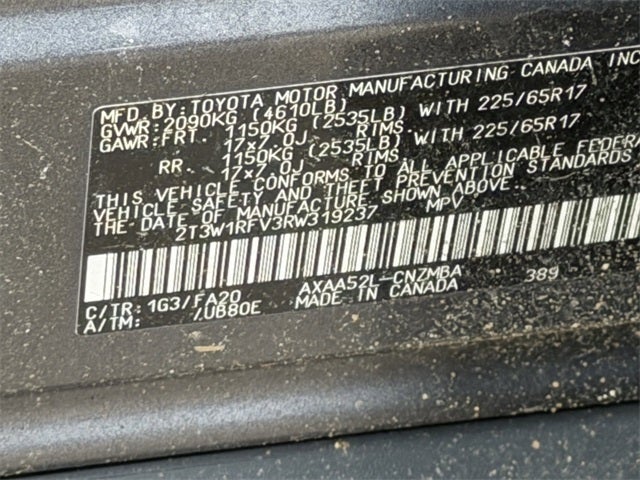 MFD.BY:TOYOTA MOTOR MANUFACTURING CANADA INC
GVWR:2090KG (4610LB)
GAWR:FRT. 1150KG (2535LB) WITH 225/65R17
17x7.0J RIMS.
RR. 1150KG (2535LB) WITH 225/65R17
17x7.0J RIMS.
THIS VEHICLE CONFORMS TO ALL APPLICABLE FEDERA
VEHICLE SAFETY AND THEFT PREVENTION STANDARDS
THE DATE OF MANUFACTURE SHOWN ABOVE.
2T3W1RFV3RW319237 MPV
C/TR: 1G3/FA20 AXAA52L-CNZMBA 389
A/TM: /UB80E MADE IN CANADA